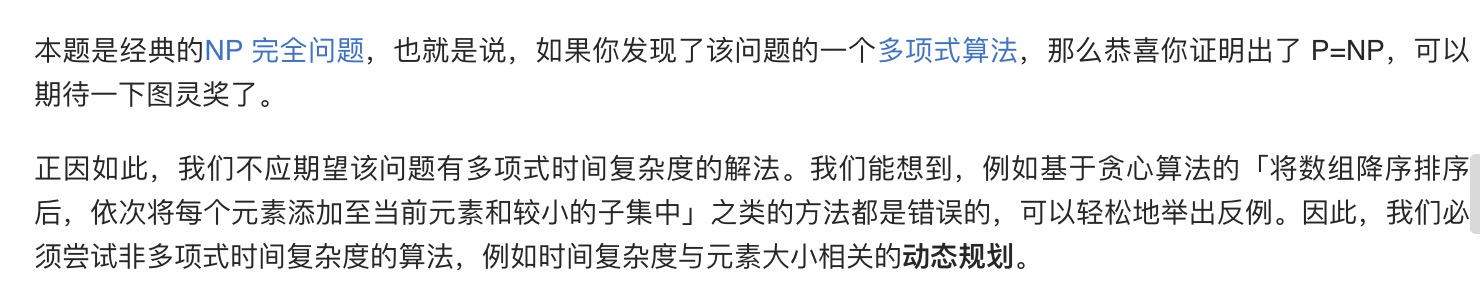 本题是经典的NP 完全问题，也就是说，如果你发现了该问题的一个多项式算法，那么恭喜你证明出了 P=NP，可以
期待一下图灵奖了。
正因如此，我们不应期望该问题有多项式时间复杂度的解法。我们能想到，例如基于贪心算法的「将数组降序排序
后，依次将每个元素添加至当前元素和较小的子集中」之类的方法都是错误的，可以轻松地举出反例。因此，我们必
须尝试非多项式时间复杂度的算法，例如时间复杂度与元素大小相关的动态规划。